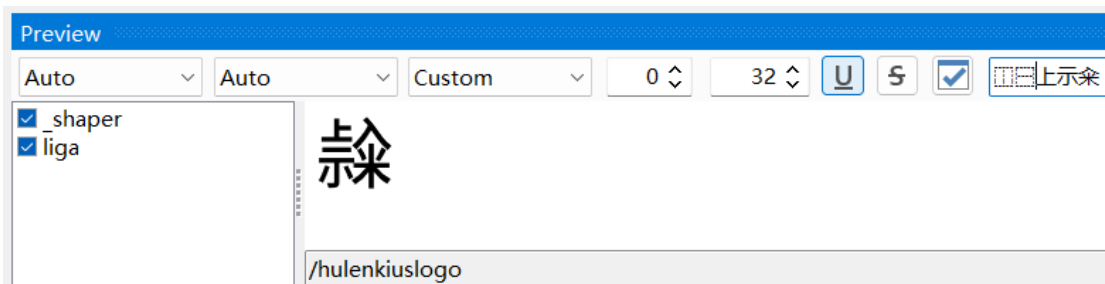 Preview
Auto
Auto
Custom
0
32
U
S
⿰⿱上示籴
_shaper
liga
/hulenkiuslogo